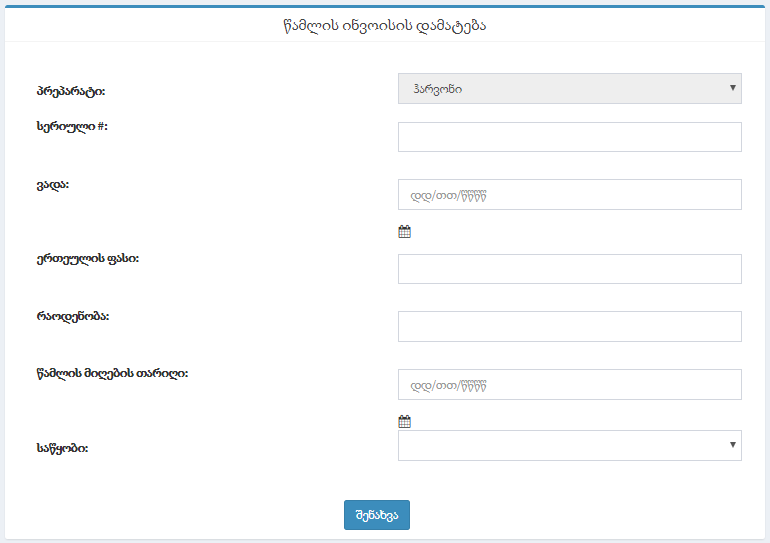 წამლის ინვოისის დამატება
პრეპარატი:
ჰარვონი
სერიული #:
ვადა:
დდ/თთ/წწწწ
ერთეულის ფასი:
რაოდენობა:
წამლის მიღების თარიღი:
დდ/თთ/წწწწ
საწყობი:
შენახვა